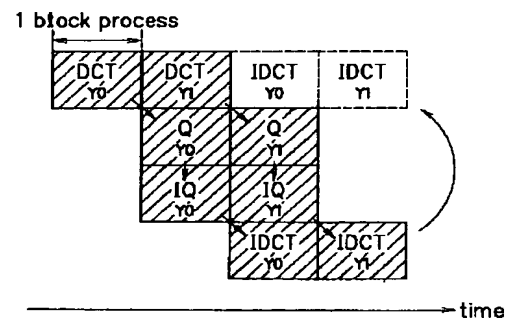 1 block process
DCT
Y0
DCT
Y1
IDCT
Y0
IDCT
Y1
Q
Y0
Q
Y1
IQ
Y0
IQ
Y1
IDCT
Y0
IDCT
Y1
time